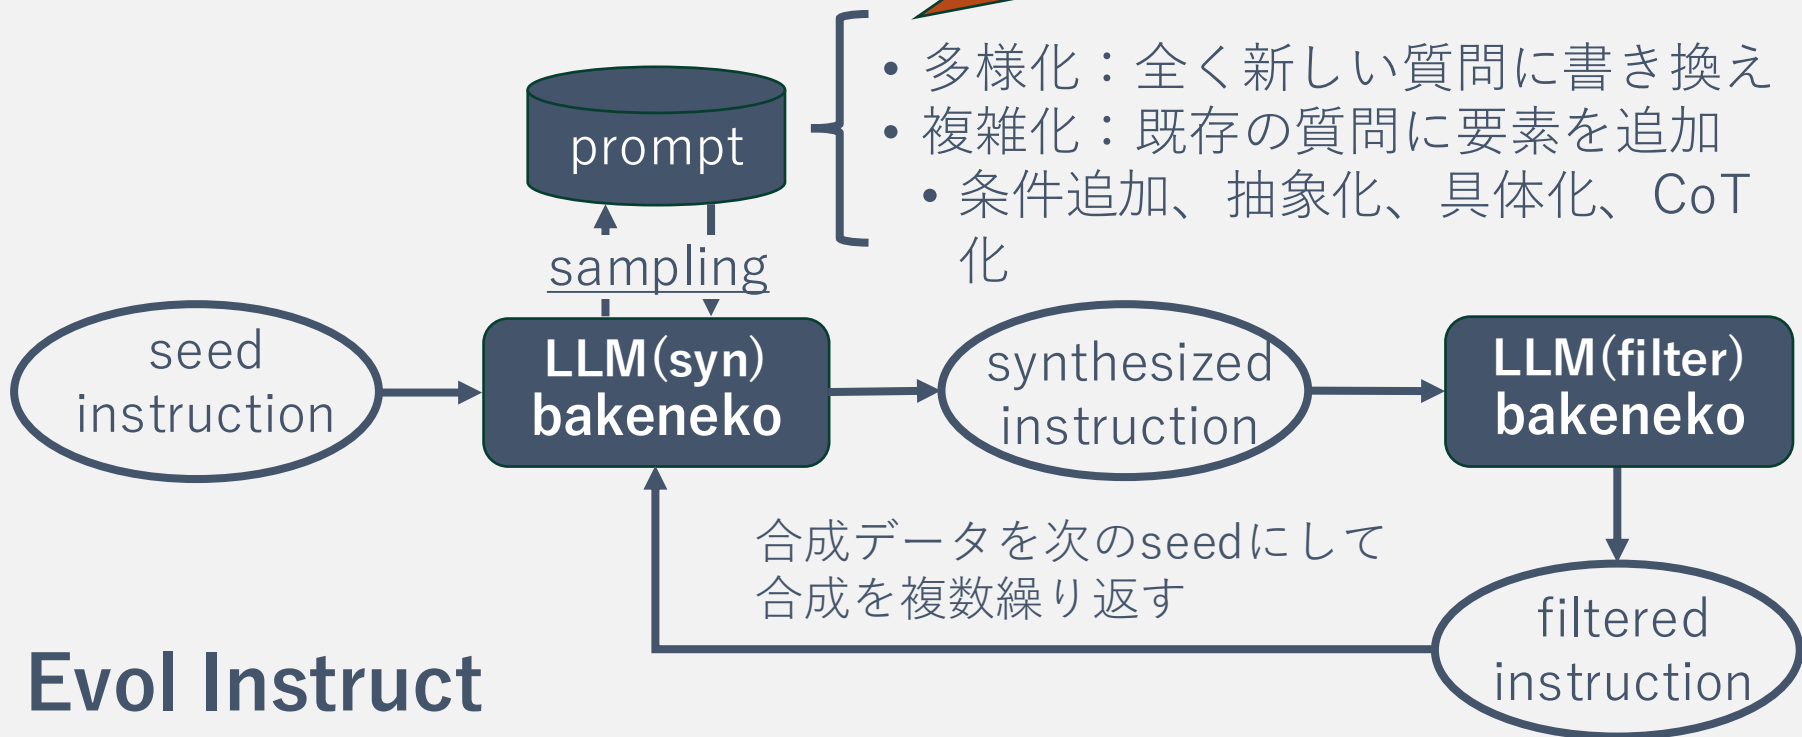 • 多様化：全く新しい質問に書き換え
• 複雑化：既存の質問に要素を追加
• 条件追加、抽象化、具体化、CoT
化
prompt
sampling
seed
instruction
LLM(syn)
bakeneko
synthesized
instruction
LLM(filter)
bakeneko
合成データを次のseedにして
合成を複数繰り返す
filtered
instruction
Evol Instruct